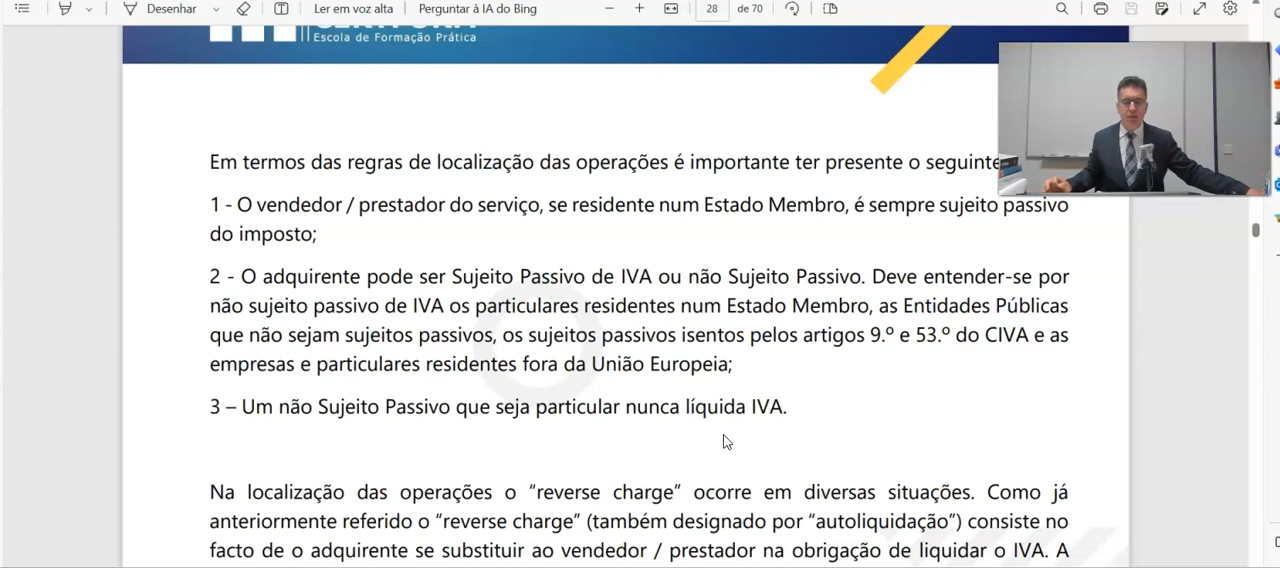 Desenhar
Ler em voz alta
Perguntar à IA do Bing
28
de 70
Escola de Formação Prática
Em termos das regras de localização das operações é importante ter presente o seguinte
1 - O vendedor / prestador do serviço, se residente num Estado Membro, é sempre sujeito passivo
do imposto;
2 - O adquirente pode ser Sujeito Passivo de IVA ou não Sujeito Passivo. Deve entender-se por
não sujeito passivo de IVA os particulares residentes num Estado Membro, as Entidades Públicas
que não sejam sujeitos passivos, os sujeitos passivos isentos pelos artigos 9.º e 53.º do CIVA e as
empresas e particulares residentes fora da União Europeia;
3 – Um não Sujeito Passivo que seja particular nunca líquida IVA.
Na localização das operações o “reverse charge” ocorre em diversas situações. Como já
anteriormente referido o “reverse charge” (também designado por “autoliquidação”) consiste no
facto de o adquirente se substituir ao vendedor / prestador na obrigação de liquidar o IVA. A